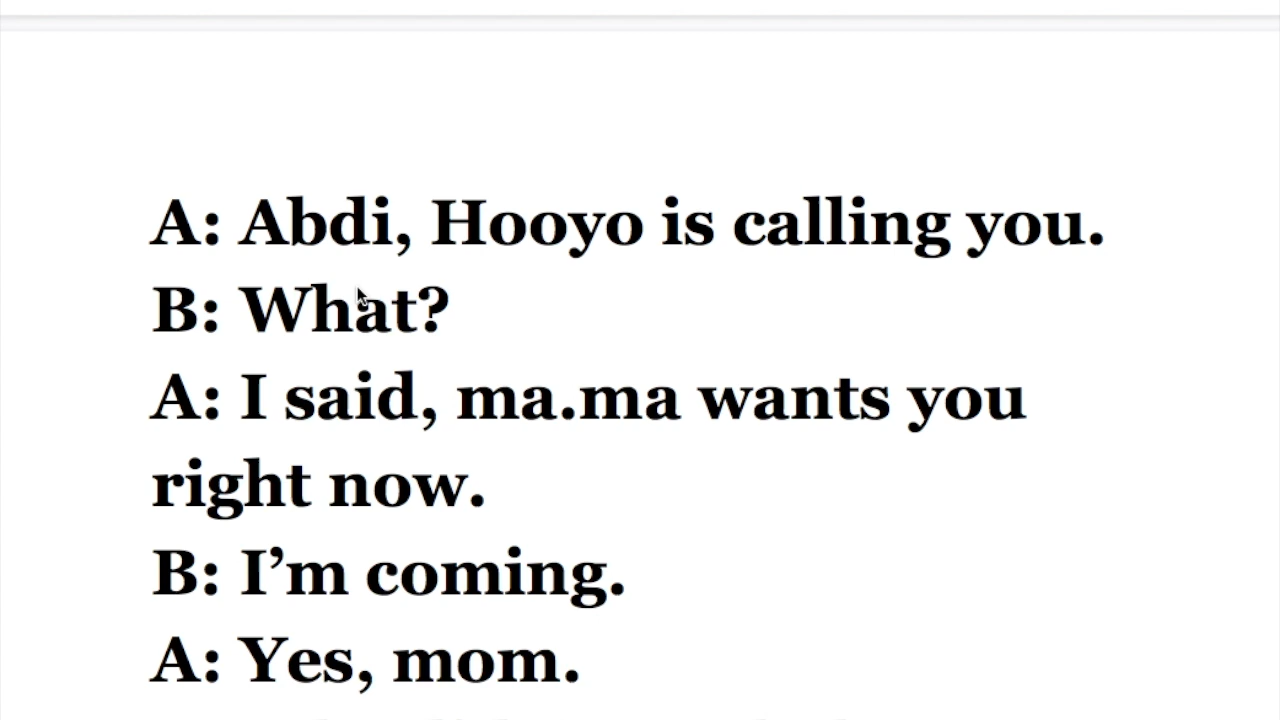 A: Abdi, Hooyo is calling you.
B: What?
A: I said, ma.ma wants you
right now.
B: I’m coming.
A: Yes, mom.